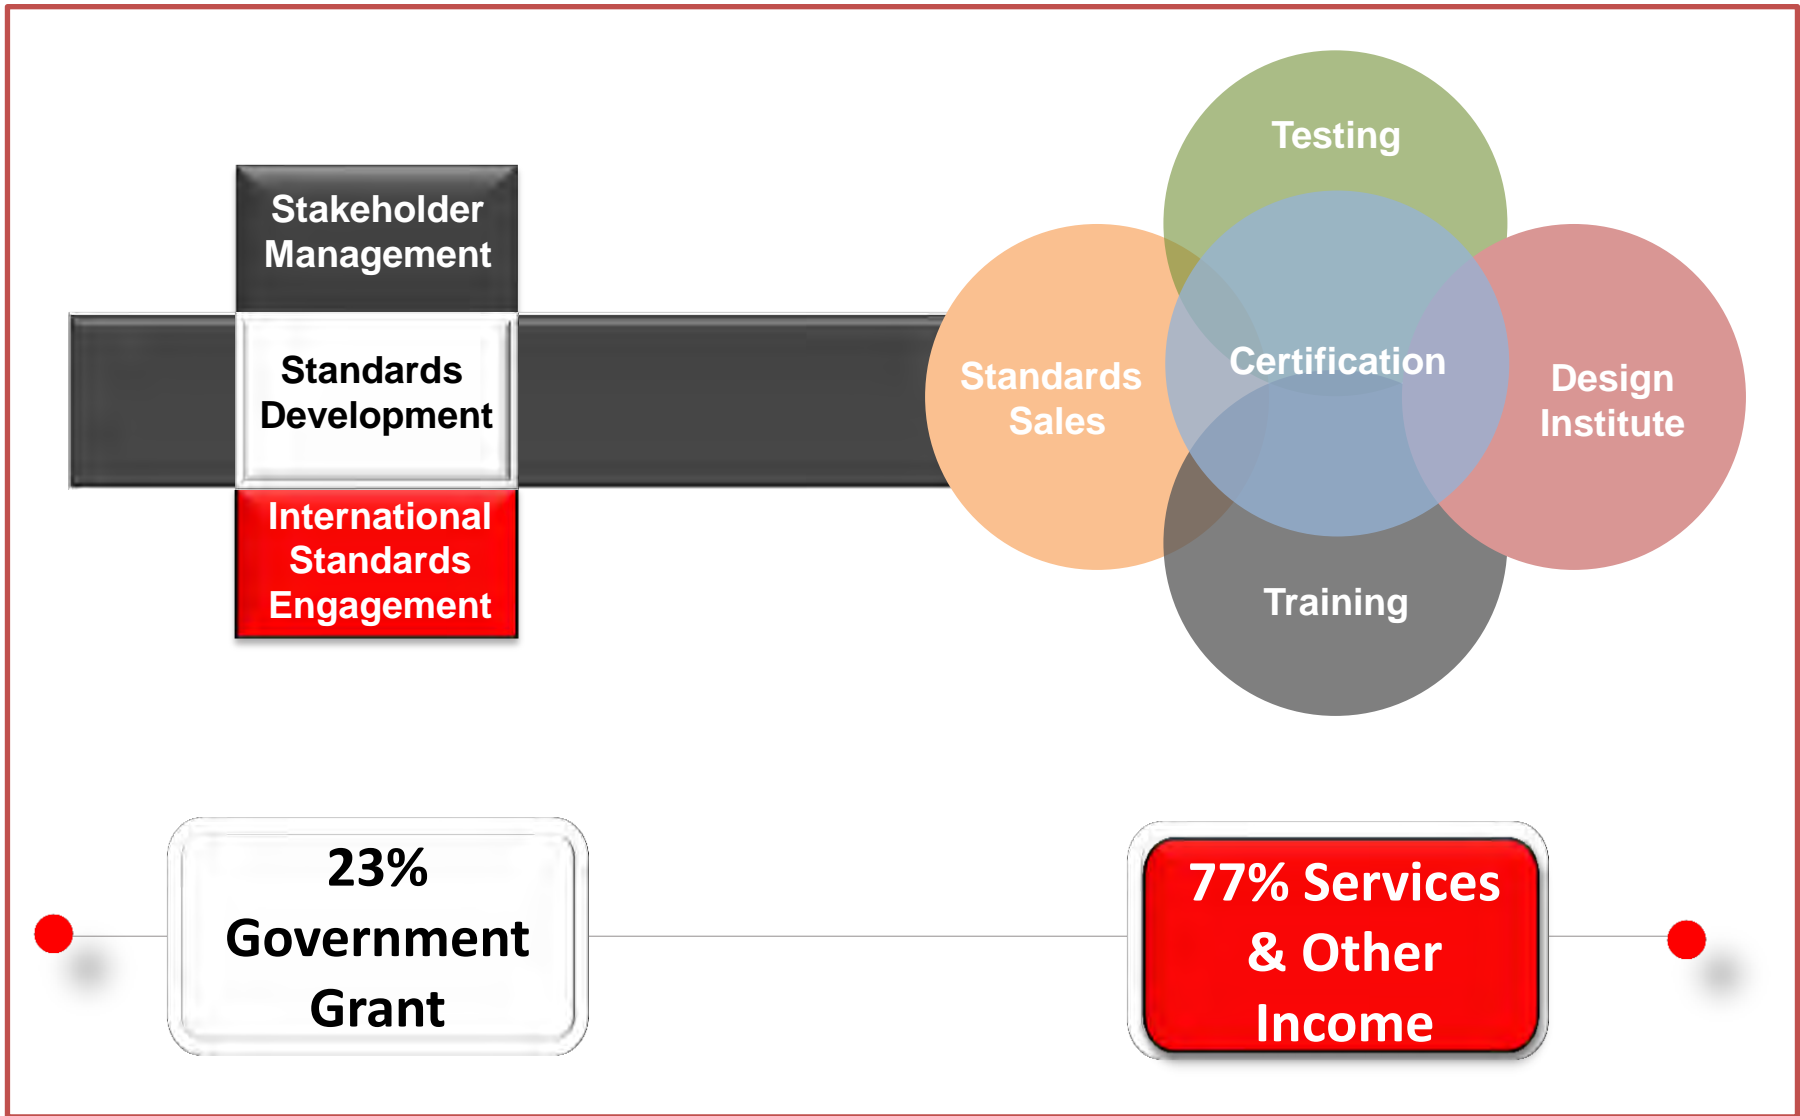 Stakeholder
Management
Standards
Development
International
Standards
Engagement
Testing
Standards
Sales
Certification
Design
Institute
Training
23%
Government
Grant
77% Services
& Other
Income